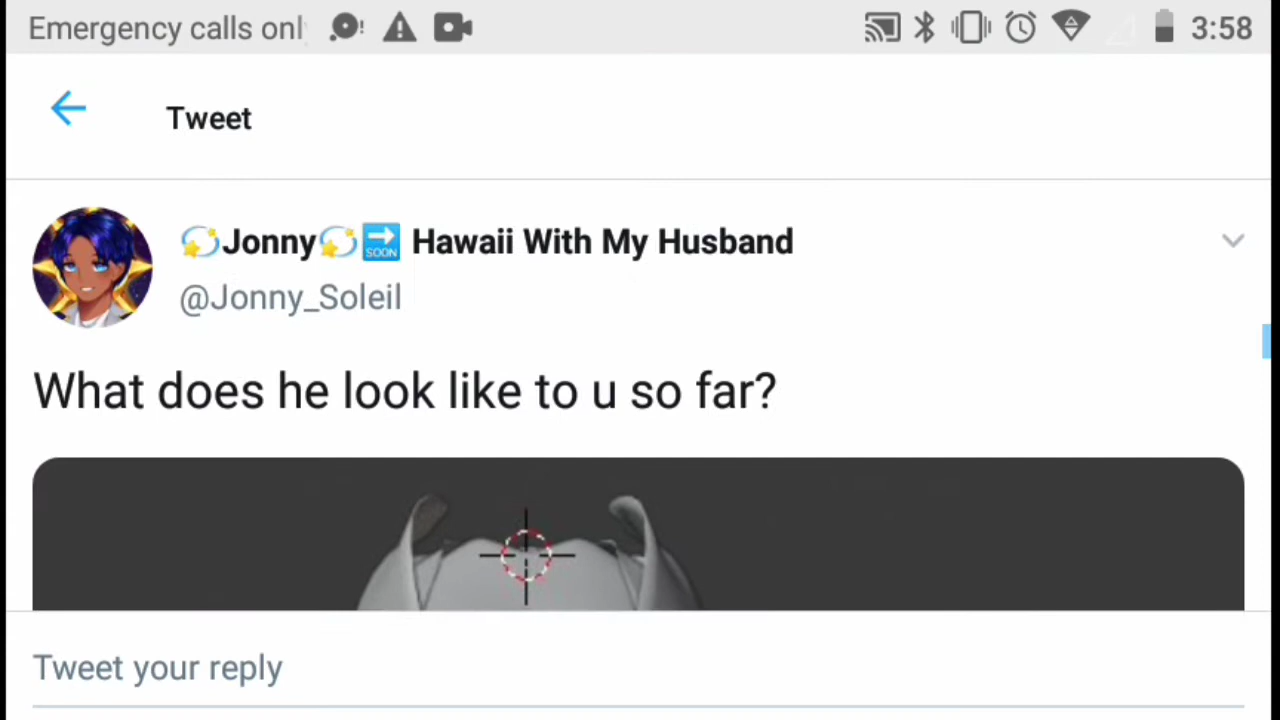 Emergency calls onl
3:58
Tweet
💫Jonny💫🔜 Hawaii With My Husband
@Jonny_Soleil
What does he look like to u so far?
Tweet your reply